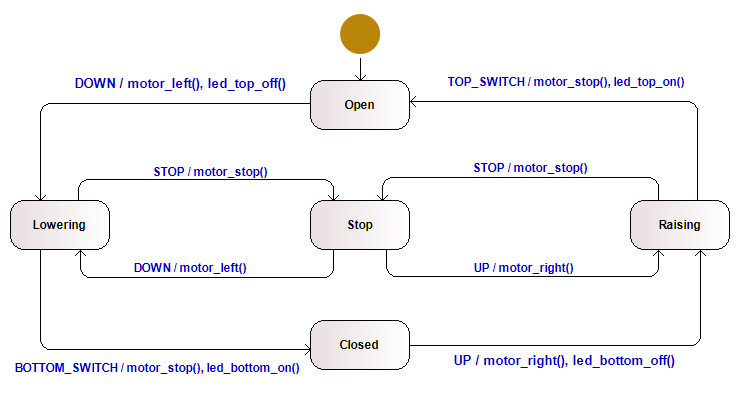 DOWN / motor_left(), led_top_off()
TOP_SWITCH / motor_stop(), led_top_on()
Open
STOP / motor_stop()
STOP / motor_stop()
Lowering
Stop
Raising
DOWN / motor_left()
UP / motor_right()
Closed
BOTTOM_SWITCH / motor_stop(), led_bottom_on()
UP / motor_right(), led_bottom_off()